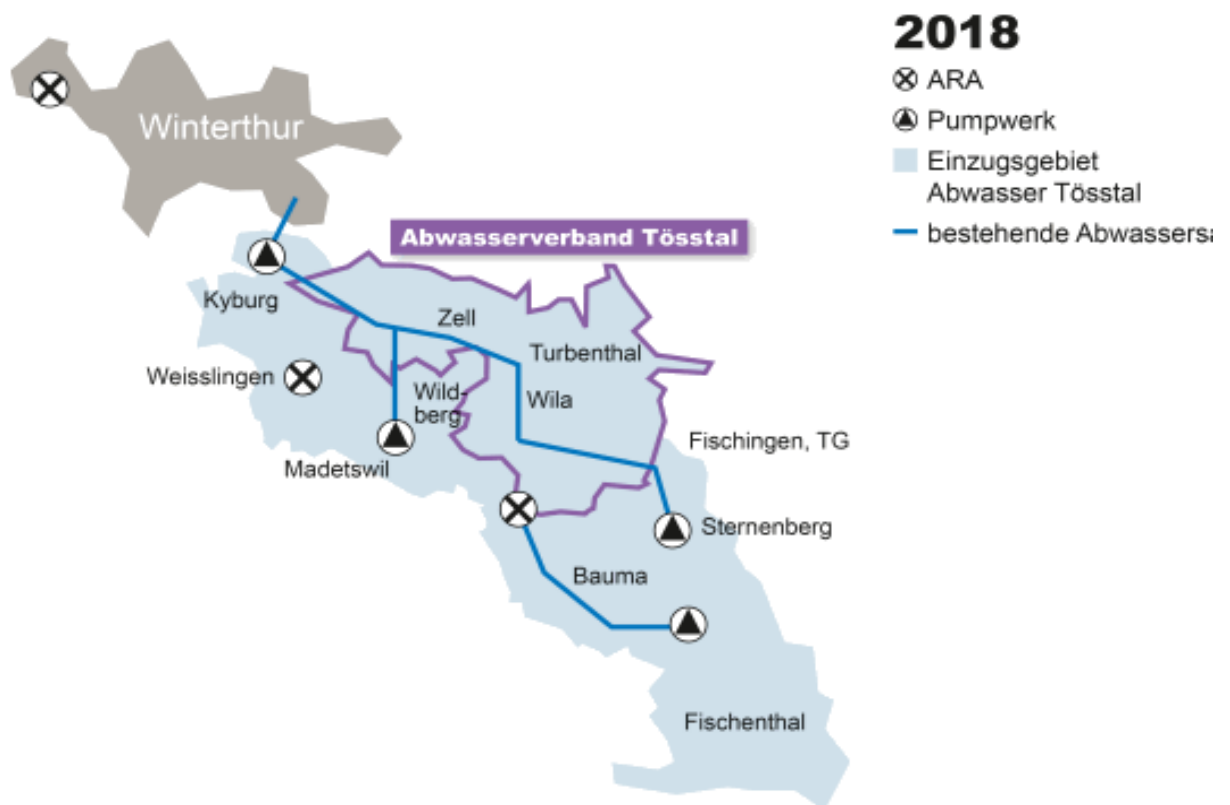 2018
ARA
Pumpwerk
Einzugsgebiet
Abwasser Tösstal
bestehende
Winterthur
Abwasserverband Tösstal
Kyburg
Zell
Turbenthal
Weisslingen
Wild-
berg
Wila
Fischingen, TG
Madetswil
Sternenberg
Bauma
Fischenthal